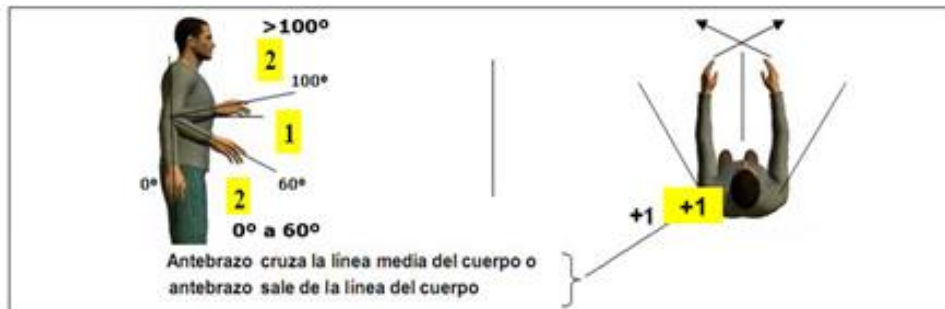 >100º
2
100º
1
0º
60º
2
0º a 60º
+1
+1
Antebrazo cruza la línea media del cuerpo o
antebrazo sale de la línea del cuerpo